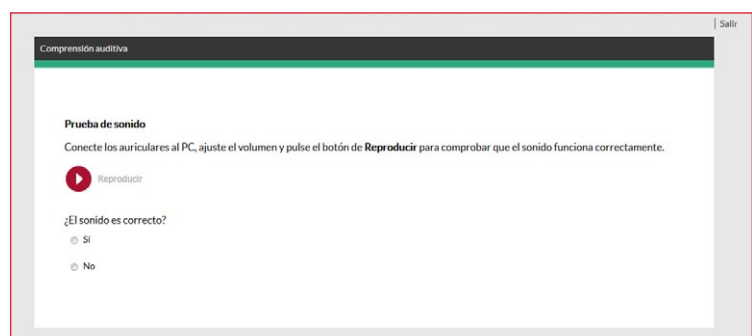 Salir
Comprensión auditiva
Prueba de sonido
Conecte los auriculares al PC, ajuste el volumen y pulse el botón de Reproducir para comprobar que el sonido funciona correctamente.
Reproducir
¿El sonido es correcto?
Sí
No